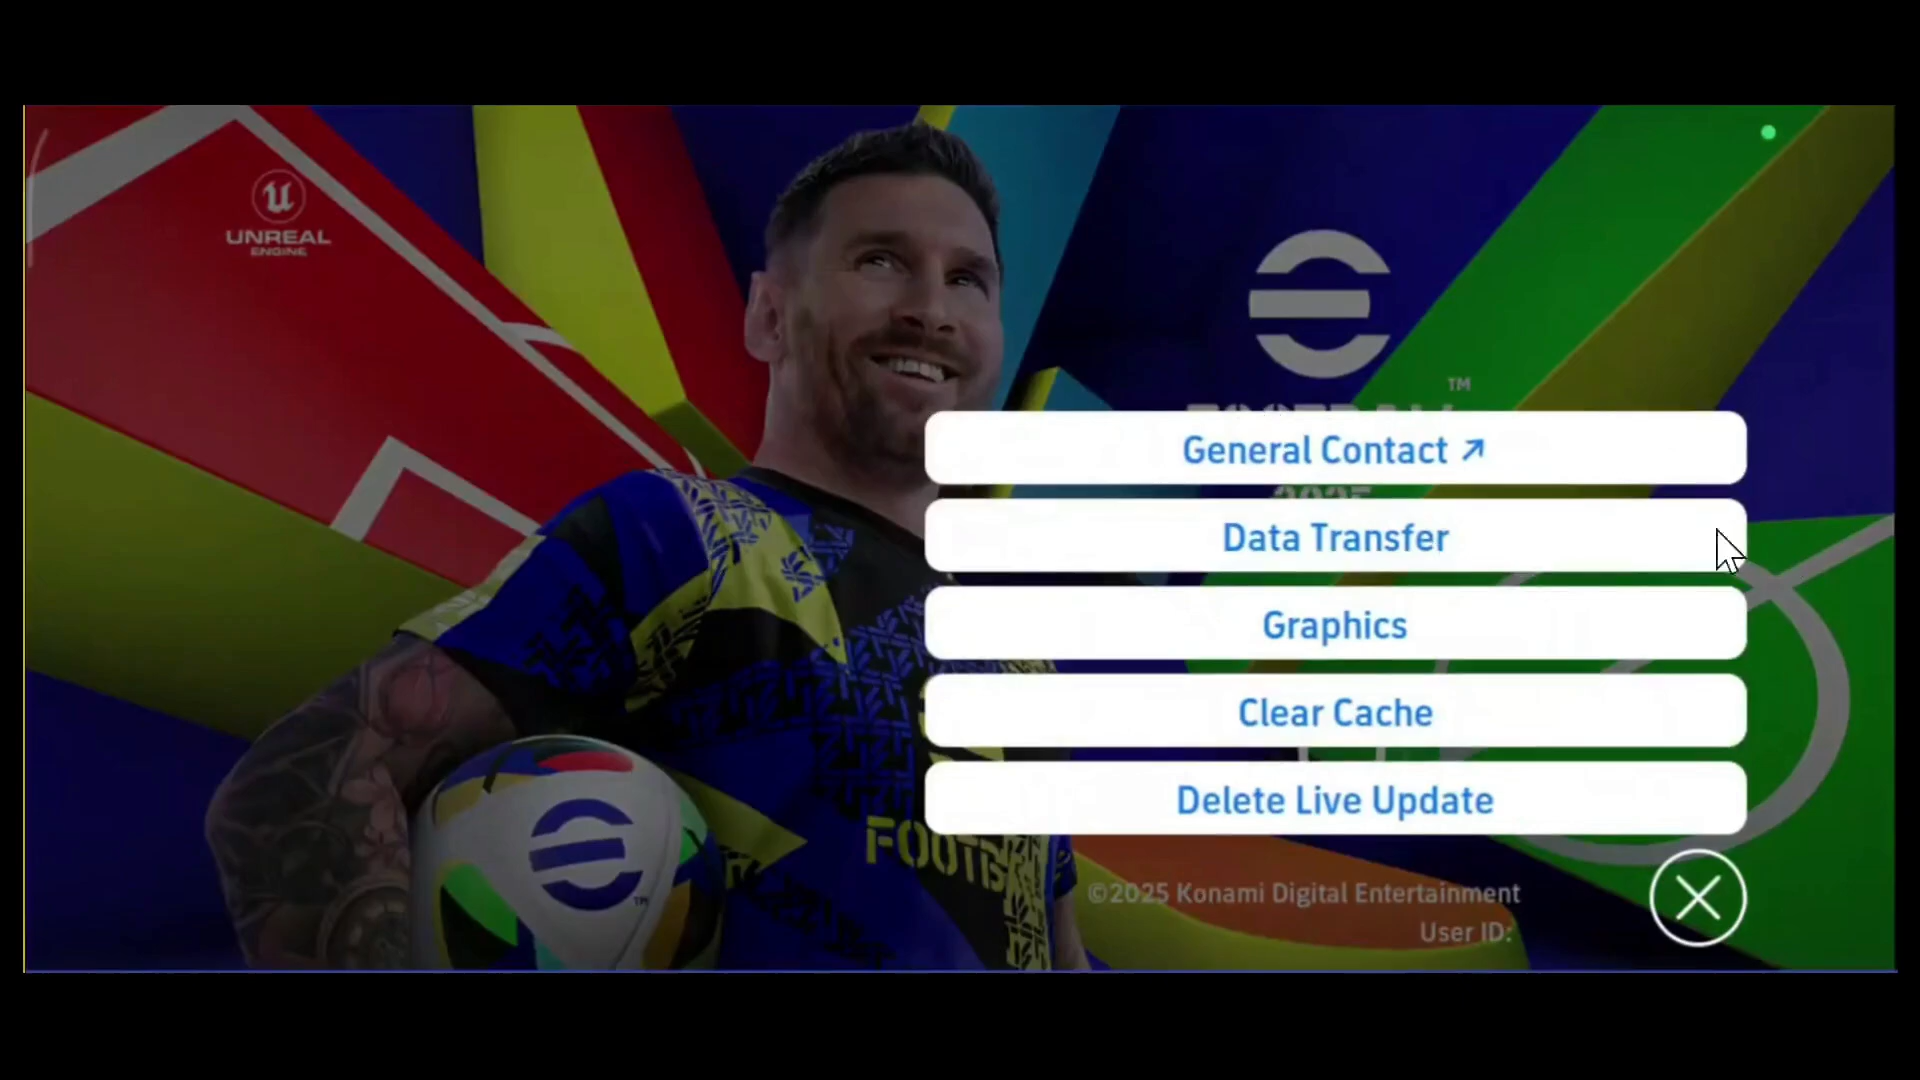 UNREAL
ENGINE
TM
General Contact ↗
Data Transfer
Graphics
Clear Cache
Delete Live Update
TM
©2025 Konami Digital Entertainment
User ID: